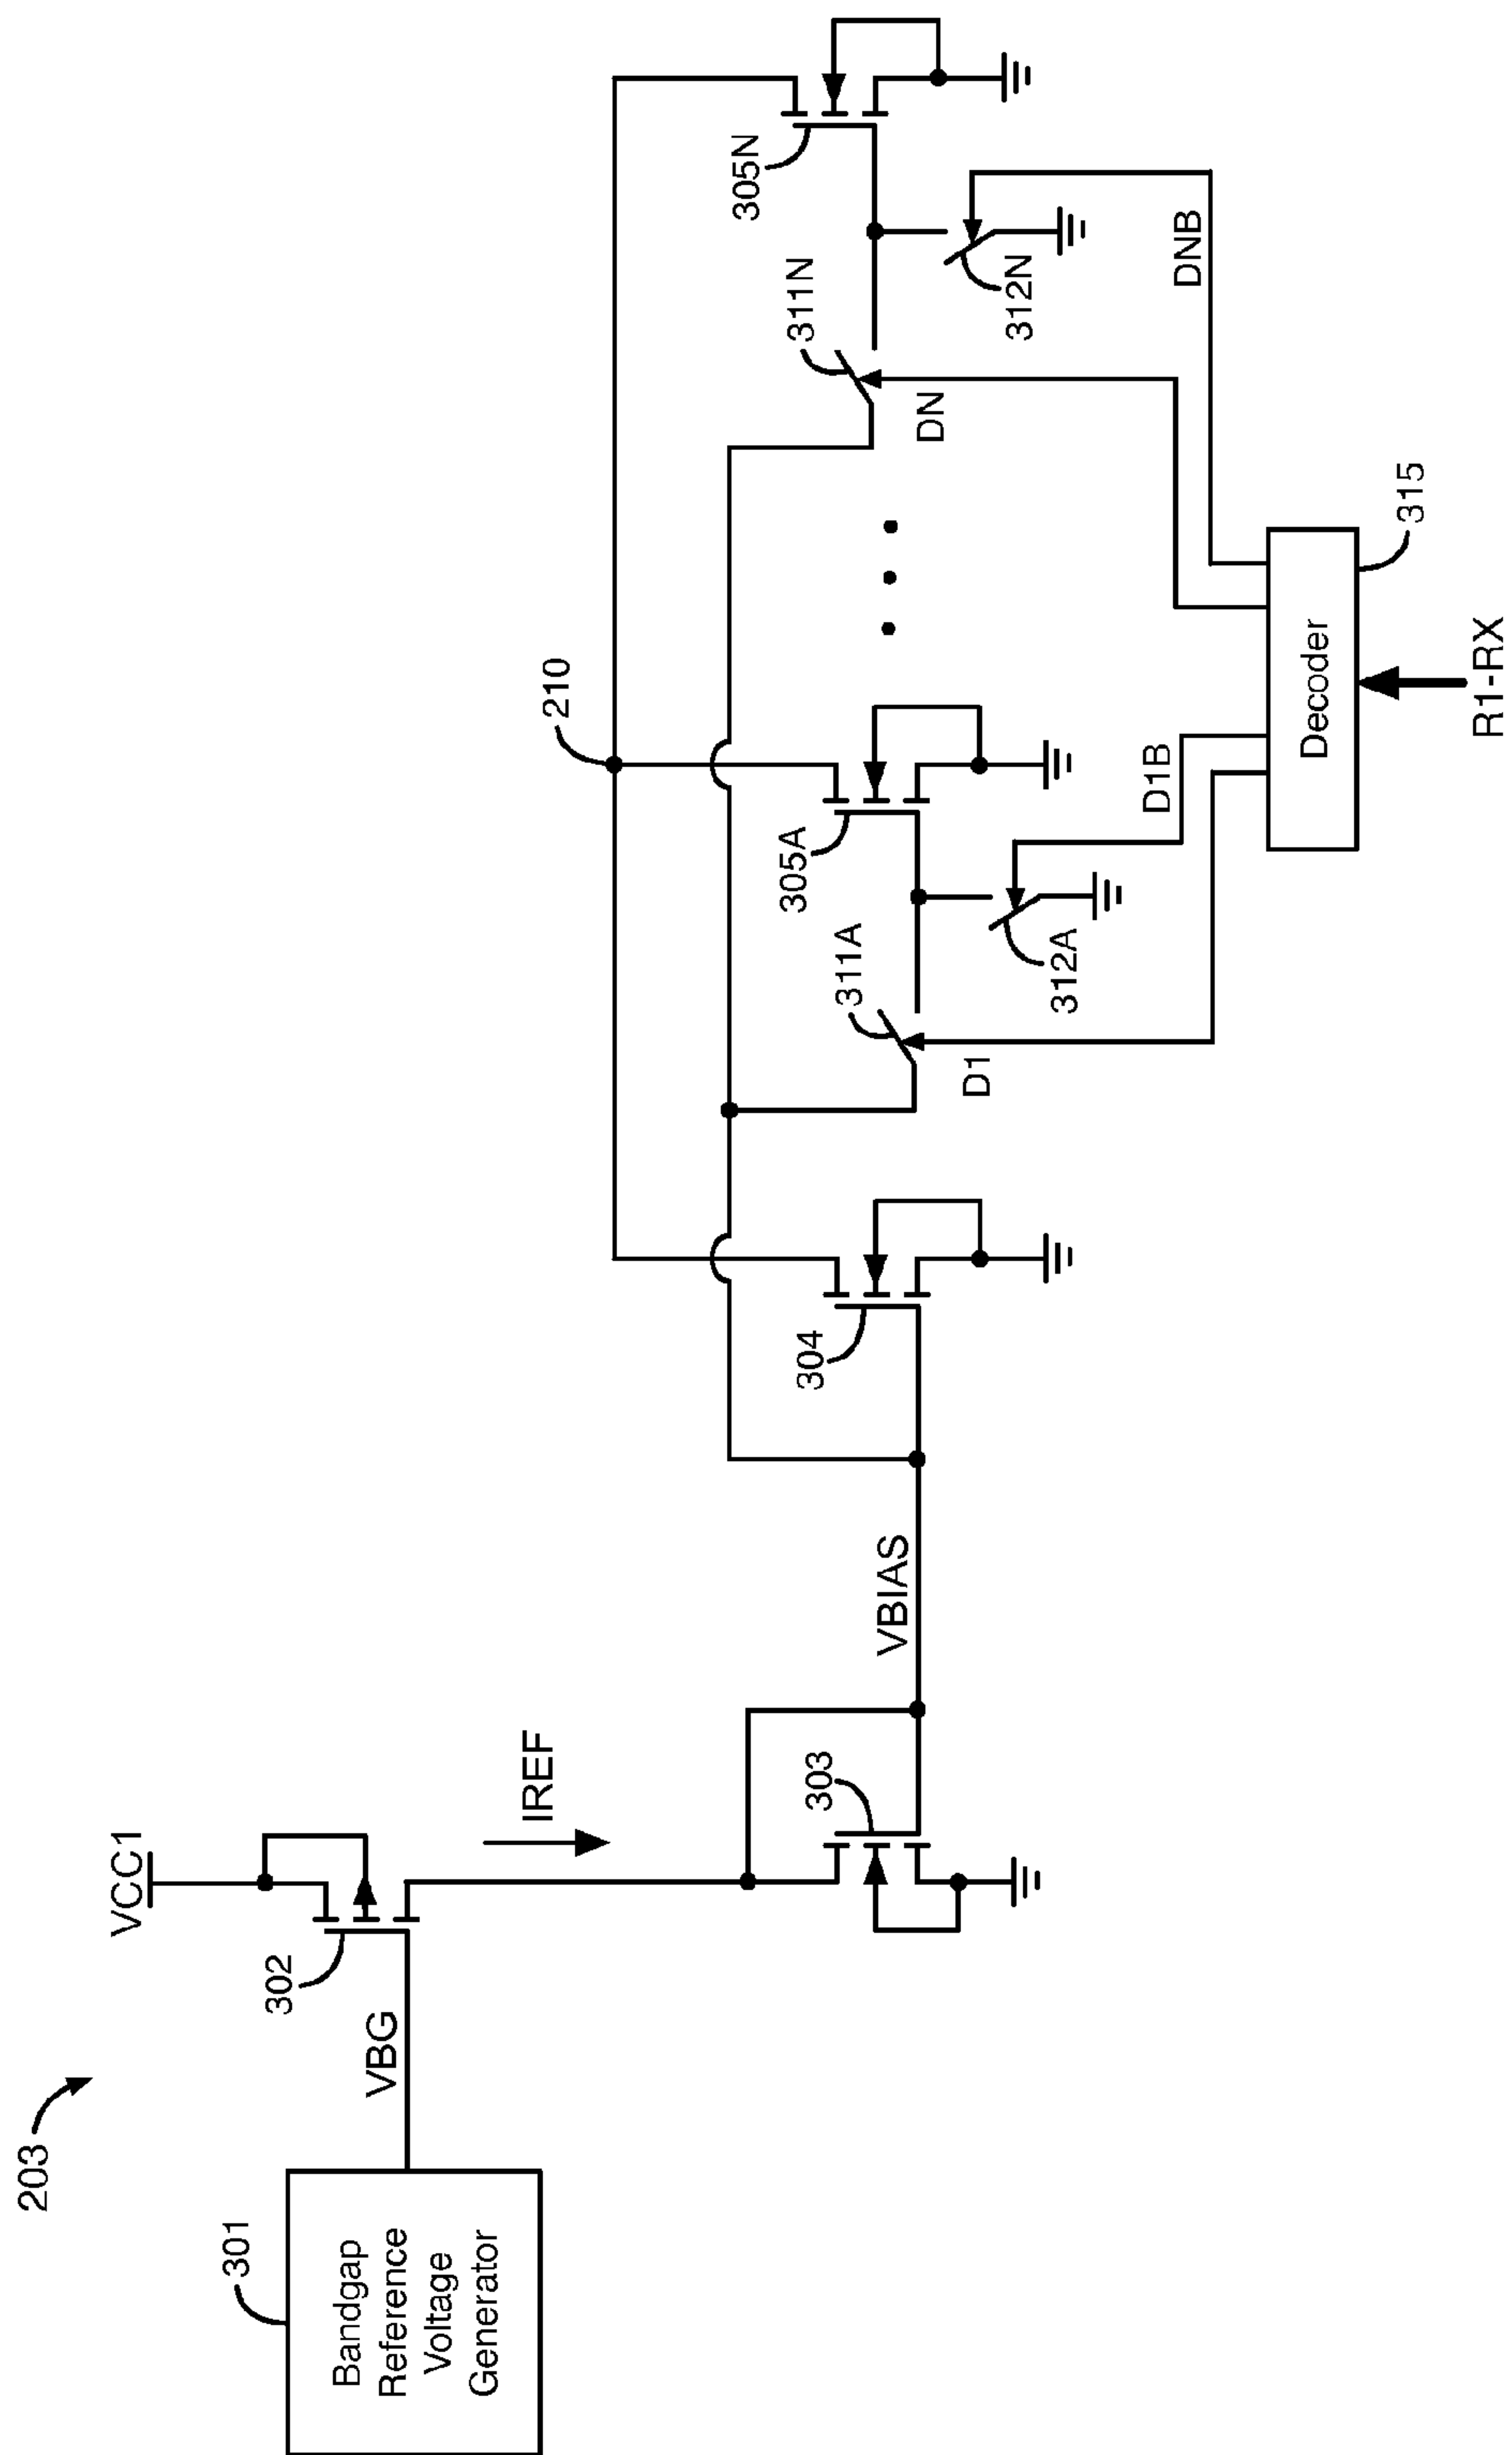 203
301
Bandgap
Reference
Voltage
Generator
VBG
302
VCC1
IREF
303
VBIAS
304
210
311A
305A
312A
D1
D1B
311N
305N
312N
DN
DNB
Decoder
315
R1-RX